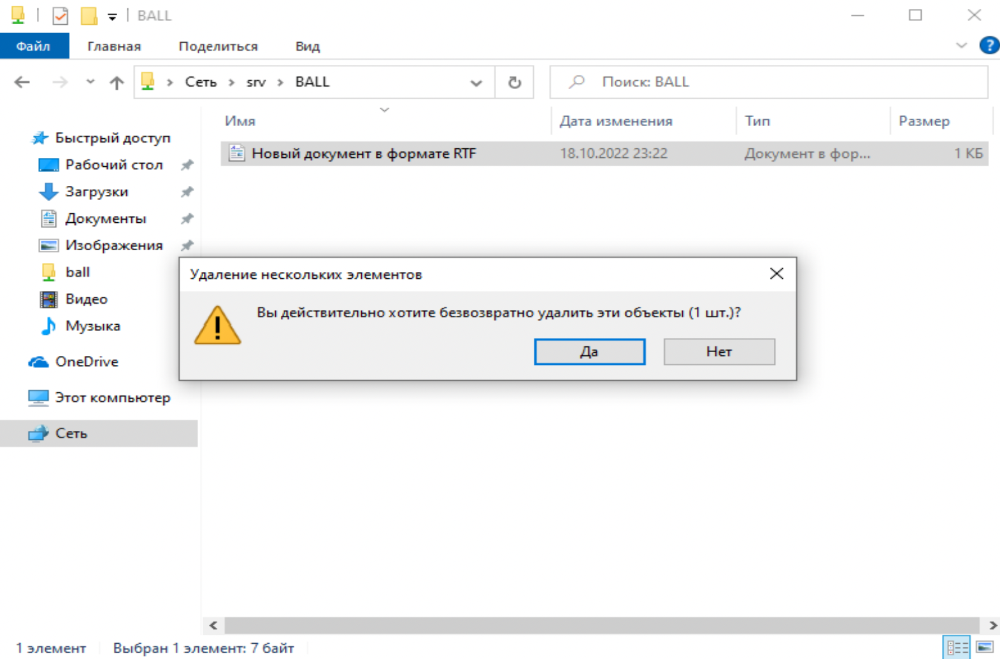 BALL
Файл Главная Поделиться Вид
Сеть srv BALL
Поиск: BALL
Имя Дата изменения Тип Размер
Новый документ в формате RTF 18.10.2022 23:22 Документ в фор... 1 КБ
Быстрый доступ
Рабочий стол
Загрузки
Документы
Изображения
ball
Видео
Музыка
OneDrive
Этот компьютер
Сеть
Удаление нескольких элементов
Вы действительно хотите безвозвратно удалить эти объекты (1 шт.)?
Да Нет
1 элемент Выбран 1 элемент: 7 байт